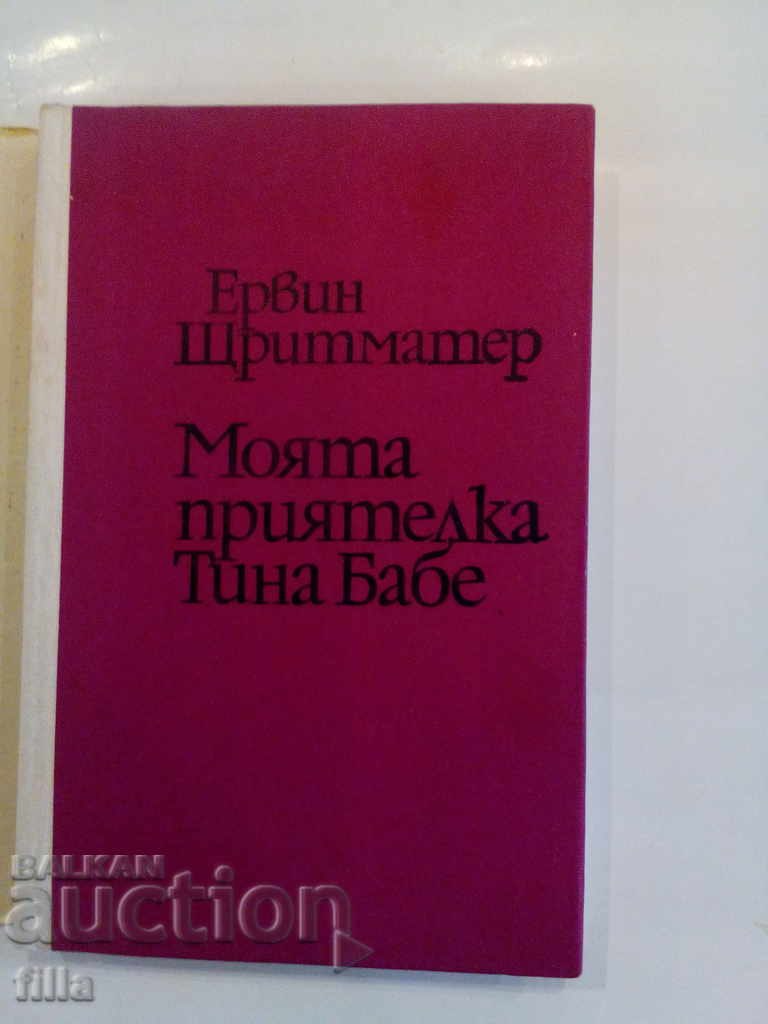 Ервин
Щритматер
Моята
приятелка
Тина Бабе
BALKAN
auction
filla